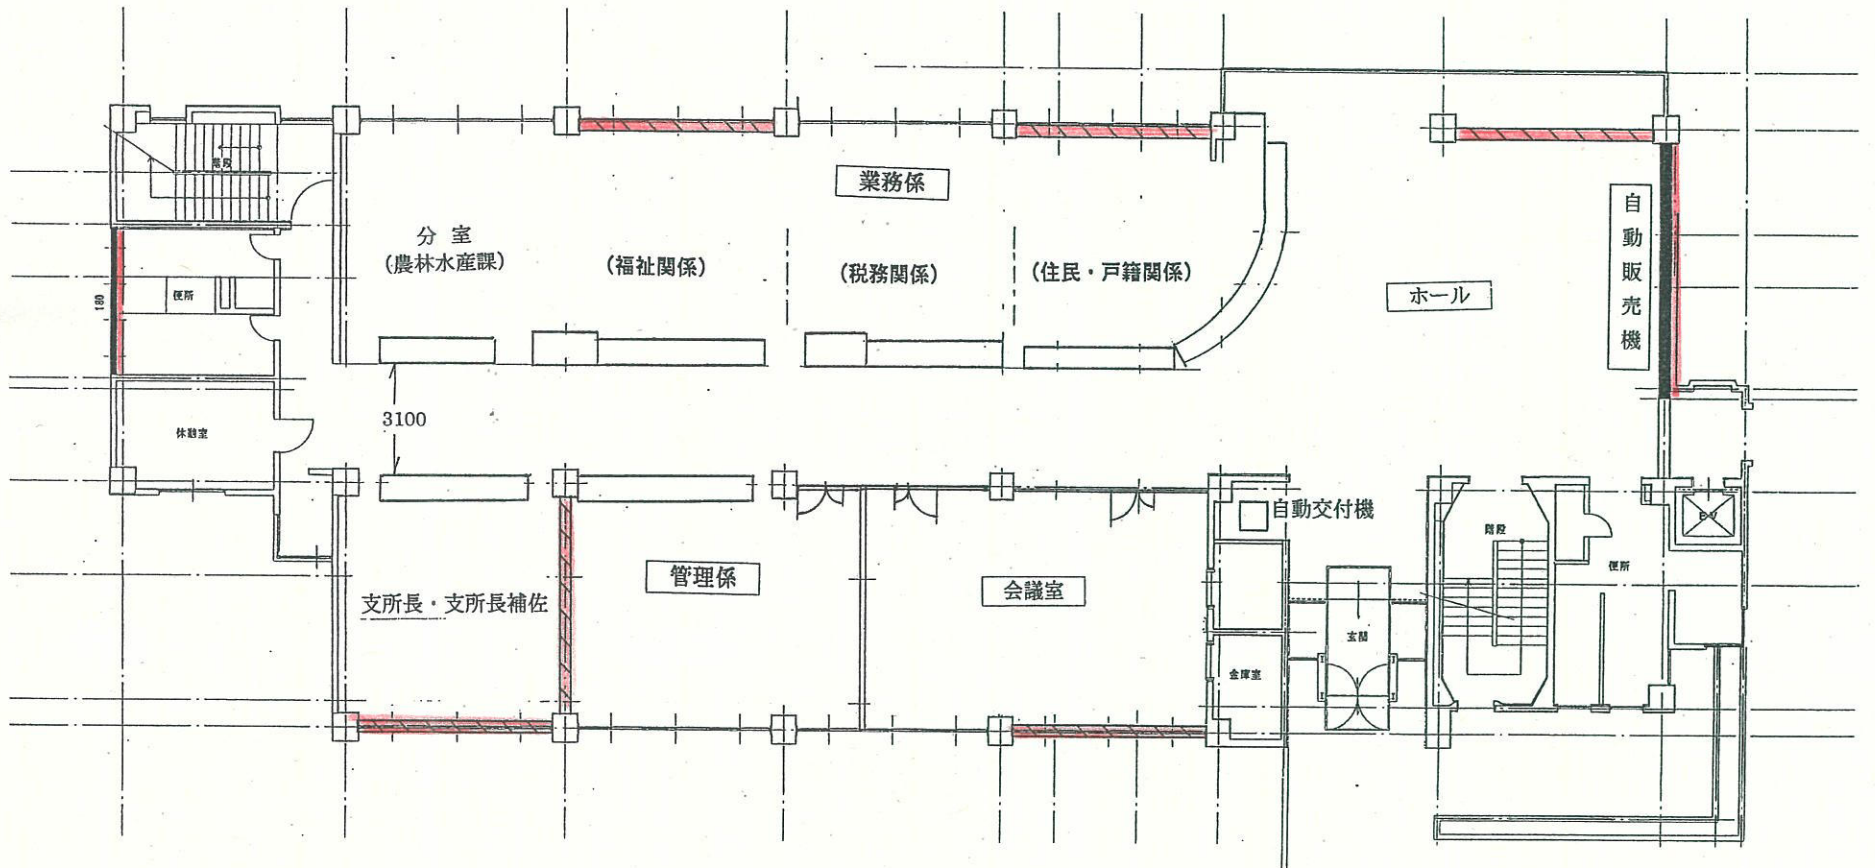 階段
業務係
自動販売機
分室
(農林水産課)
(福祉関係)
(税務関係)
(住民・戸籍関係)
ホール
180
便所
3100
休憩室
自動交付機
EV
階段
便所
管理係
会議室
支所長・支所長補佐
玄関
金庫室